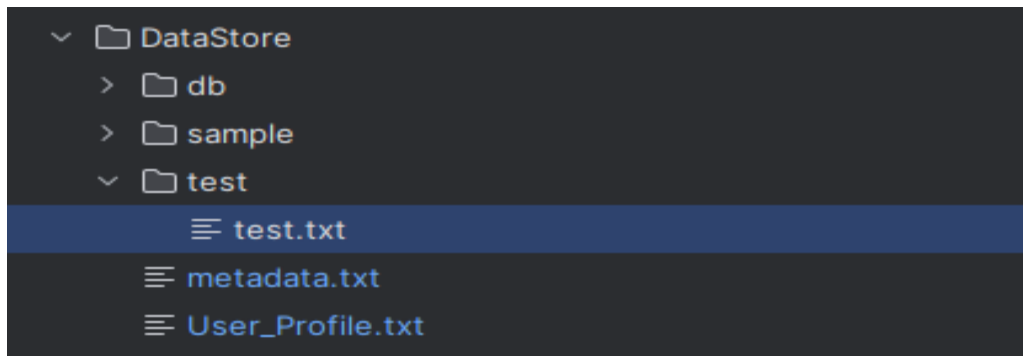 DataStore
db
sample
test
test.txt
metadata.txt
User_Profile.txt